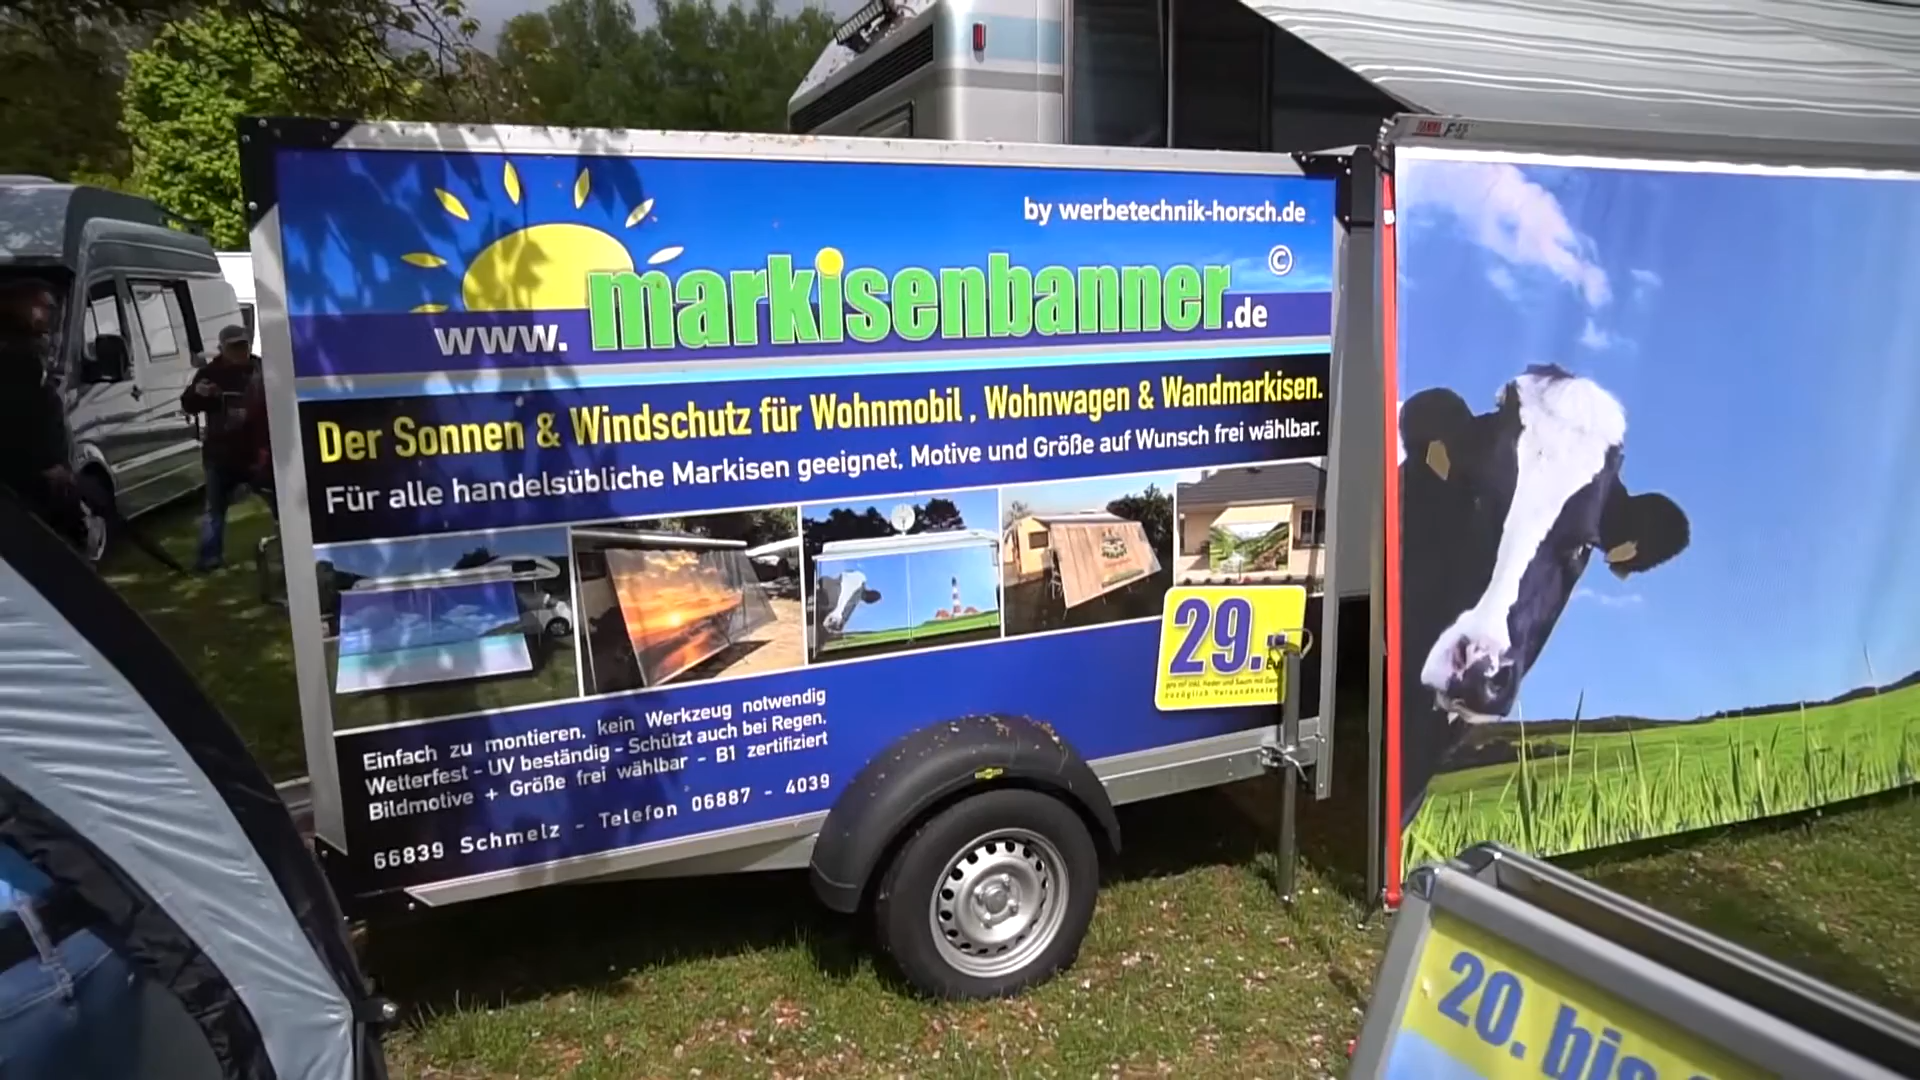 by werbetechnik-horsch.de
©
www.markisenbanner.de
Der Sonnen & Windschutz für Wohnmobil , Wohnwagen & Wandmarkisen.
Für alle handelsübliche Markisen geeignet. Motive und Größe auf Wunsch frei wählbar.
29.
Einfach zu montieren. kein Werkzeug notwendig
Wetterfest - UV beständig - Schützt auch bei Regen.
Bildmotive + Größe frei wählbar - B1 zertifiziert
66839 Schmelz - Telefon 06887 - 4039
20. bis